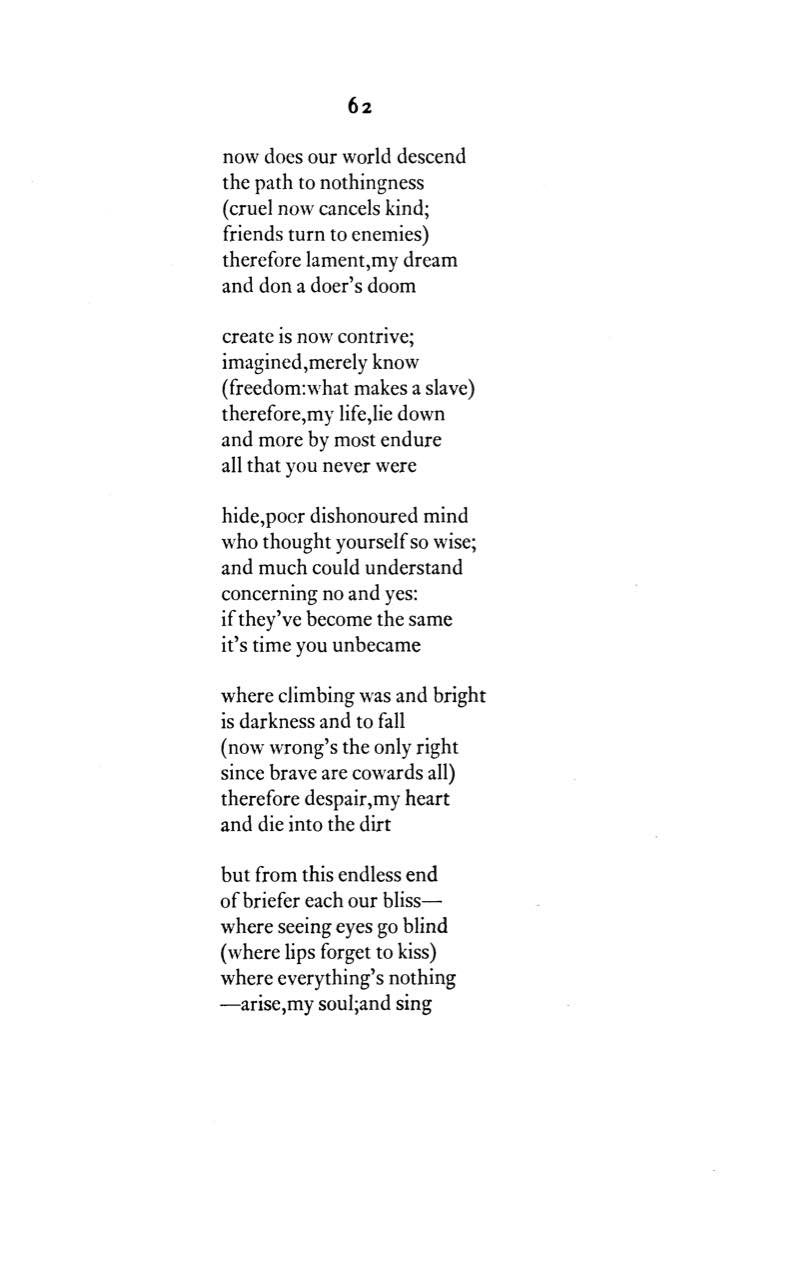 62
now does our world descend
the path to nothingness
(cruel now cancels kind;
friends turn to enemies)
therefore lament,my dream
and don a doer's doom
create is now contrive;
imagined,merely know
(freedom:what makes a slave)
therefore,my life,lie down
and more by most endure
all that you never were
hide,poor dishonoured mind
who thought yourself so wise;
and much could understand
concerning no and yes:
if they've become the same
it's time you unbecame
where climbing was and bright
is darkness and to fall
(now wrong's the only right
since brave are cowards all)
therefore despair,my heart
and die into the dirt
but from this endless end
of briefer each our bliss—
where seeing eyes go blind
(where lips forget to kiss)
where everything's nothing
—arise,my soul;and sing